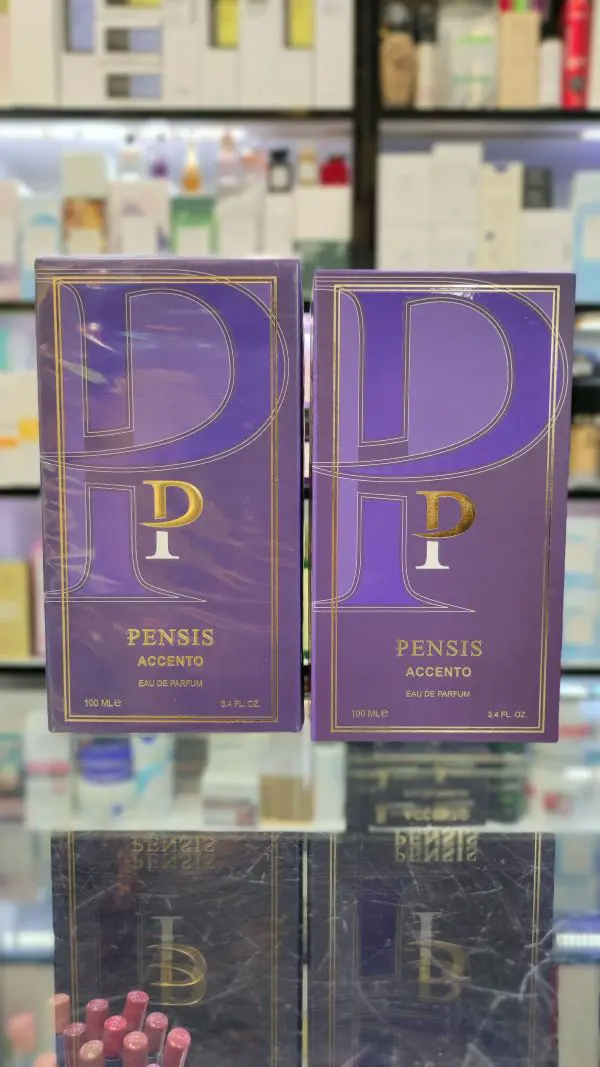 PENSIS
ACCENTO
EAU DE PARFUM
100 ML e
3.4 FL. OZ.
PENSIS
ACCENTO
EAU DE PARFUM
100 ML e
3.4 FL. OZ.